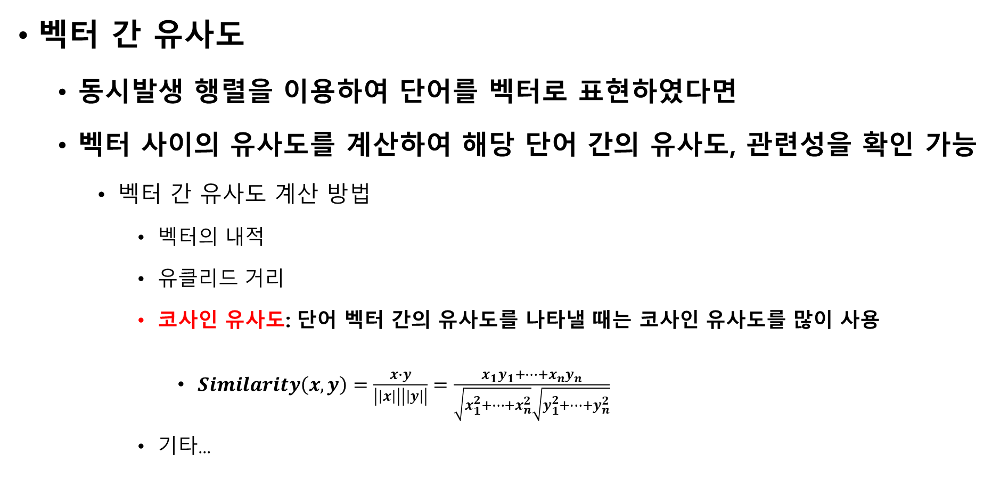 • 벡터 간 유사도
• 동시발생 행렬을 이용하여 단어를 벡터로 표현하였다면
• 벡터 사이의 유사도를 계산하여 해당 단어 간의 유사도, 관련성을 확인 가능
• 벡터 간 유사도 계산 방법
• 벡터의 내적
• 유클리드 거리
• 코사인 유사도: 단어 벡터 간의 유사도를 나타낼 때는 코사인 유사도를 많이 사용
• Similarity(x, y) = \frac{x·y}{||x||||y||} = \frac{x_1y_1+⋯+x_ny_n}{\sqrt{x_1^2+⋯+x_n^2}\sqrt{y_1^2+⋯+y_n^2}}
• 기타...